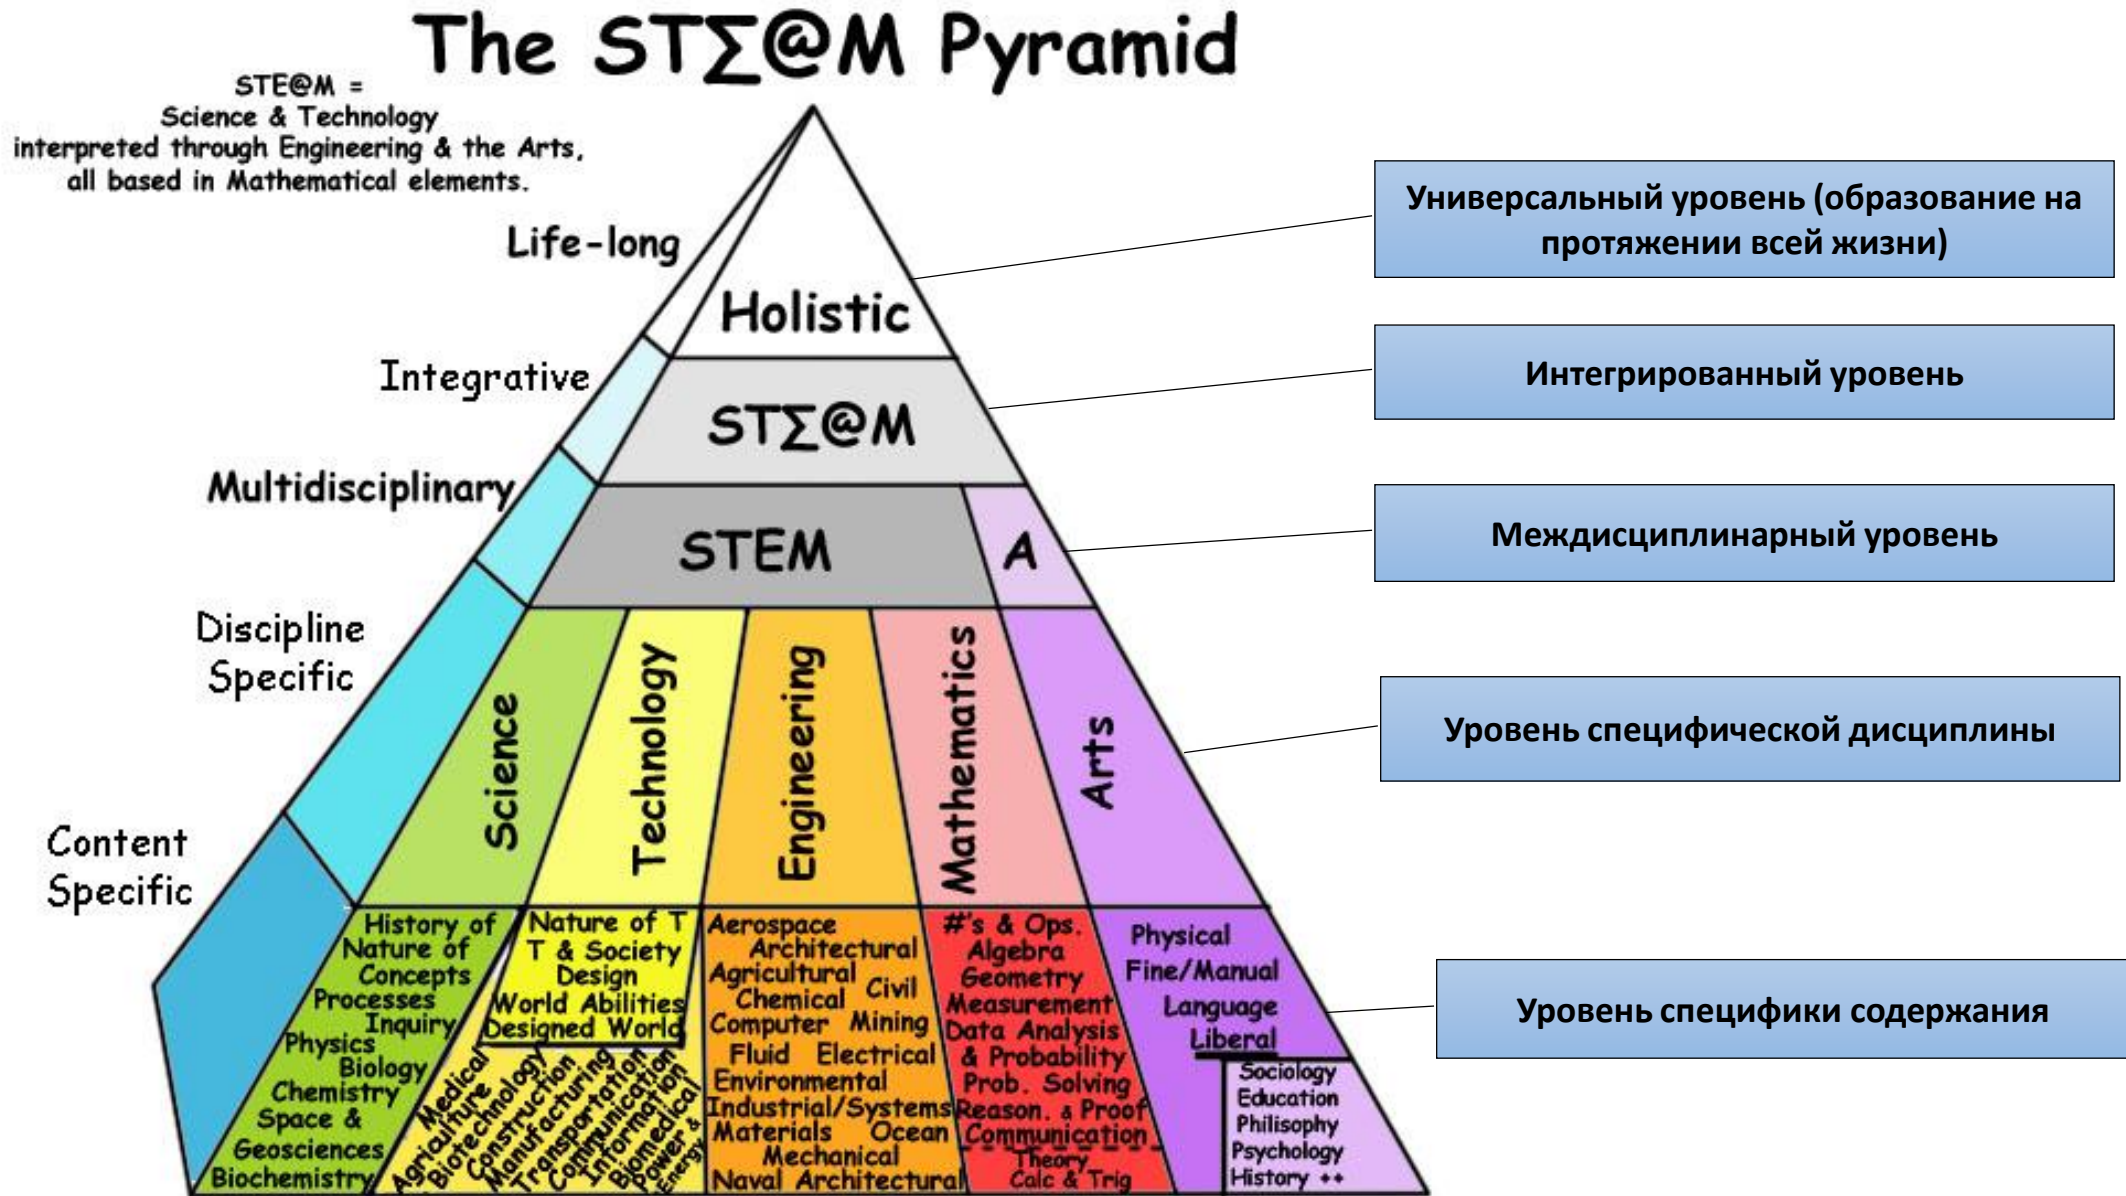 The ST∑@M Pyramid
STE@M =
Science & Technology
interpreted through Engineering & the Arts,
all based in Mathematical elements.
Life-long
Integrative
Multidisciplinary
Discipline
Specific
Content
Specific
Holistic
ST∑@M
STEM
A
Science
Technology
Engineering
Mathematics
Arts
History of
Nature of
Concepts
Processes
Inquiry
Physics
Biology
Chemistry
Space &
Geosciences
Biochemistry
Nature of T
T & Society
Design
World Abilities
Designed World
Medical
Agriculture
Biotechnology
Construction
Manufacturing
Transportation
Communication
Information
Biomedical
Power &
Energy
Aerospace
Architectural
Agricultural Civil
Chemical
Computer Mining
Fluid Electrical
Environmental
Industrial/Systems
Materials Ocean
Mechanical
Naval Architectural
#'s & Ops.
Algebra
Geometry
Measurement
Data Analysis
& Probability
Prob. Solving
Reason. & Proof
Communication
Theory
Calc & Trig
Physical
Fine/Manual
Language
Liberal
Sociology
Education
Philisophy
Psychology
History ++
Универсальный уровень (образование на
протяжении всей жизни)
Интегрированный уровень
Междисциплинарный уровень
Уровень специфической дисциплины
Уровень специфики содержания